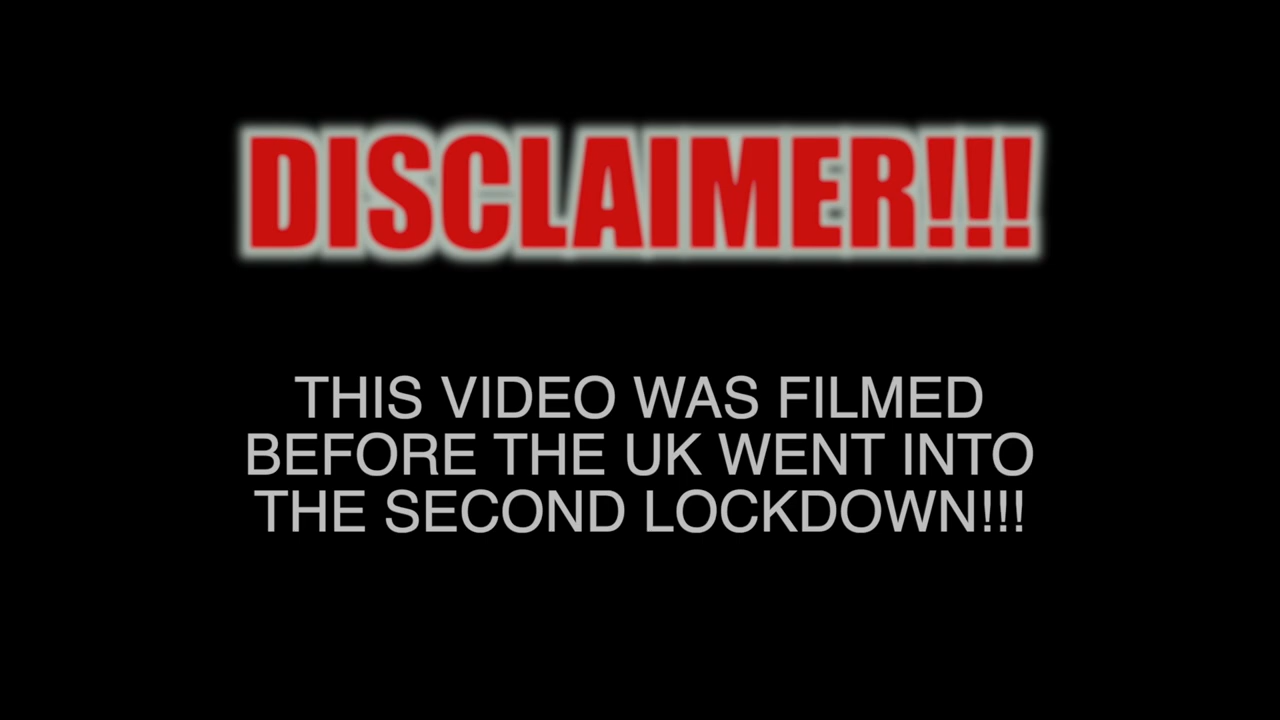 DISCLAIMER!!!
THIS VIDEO WAS FILMED
BEFORE THE UK WENT INTO
THE SECOND LOCKDOWN!!!